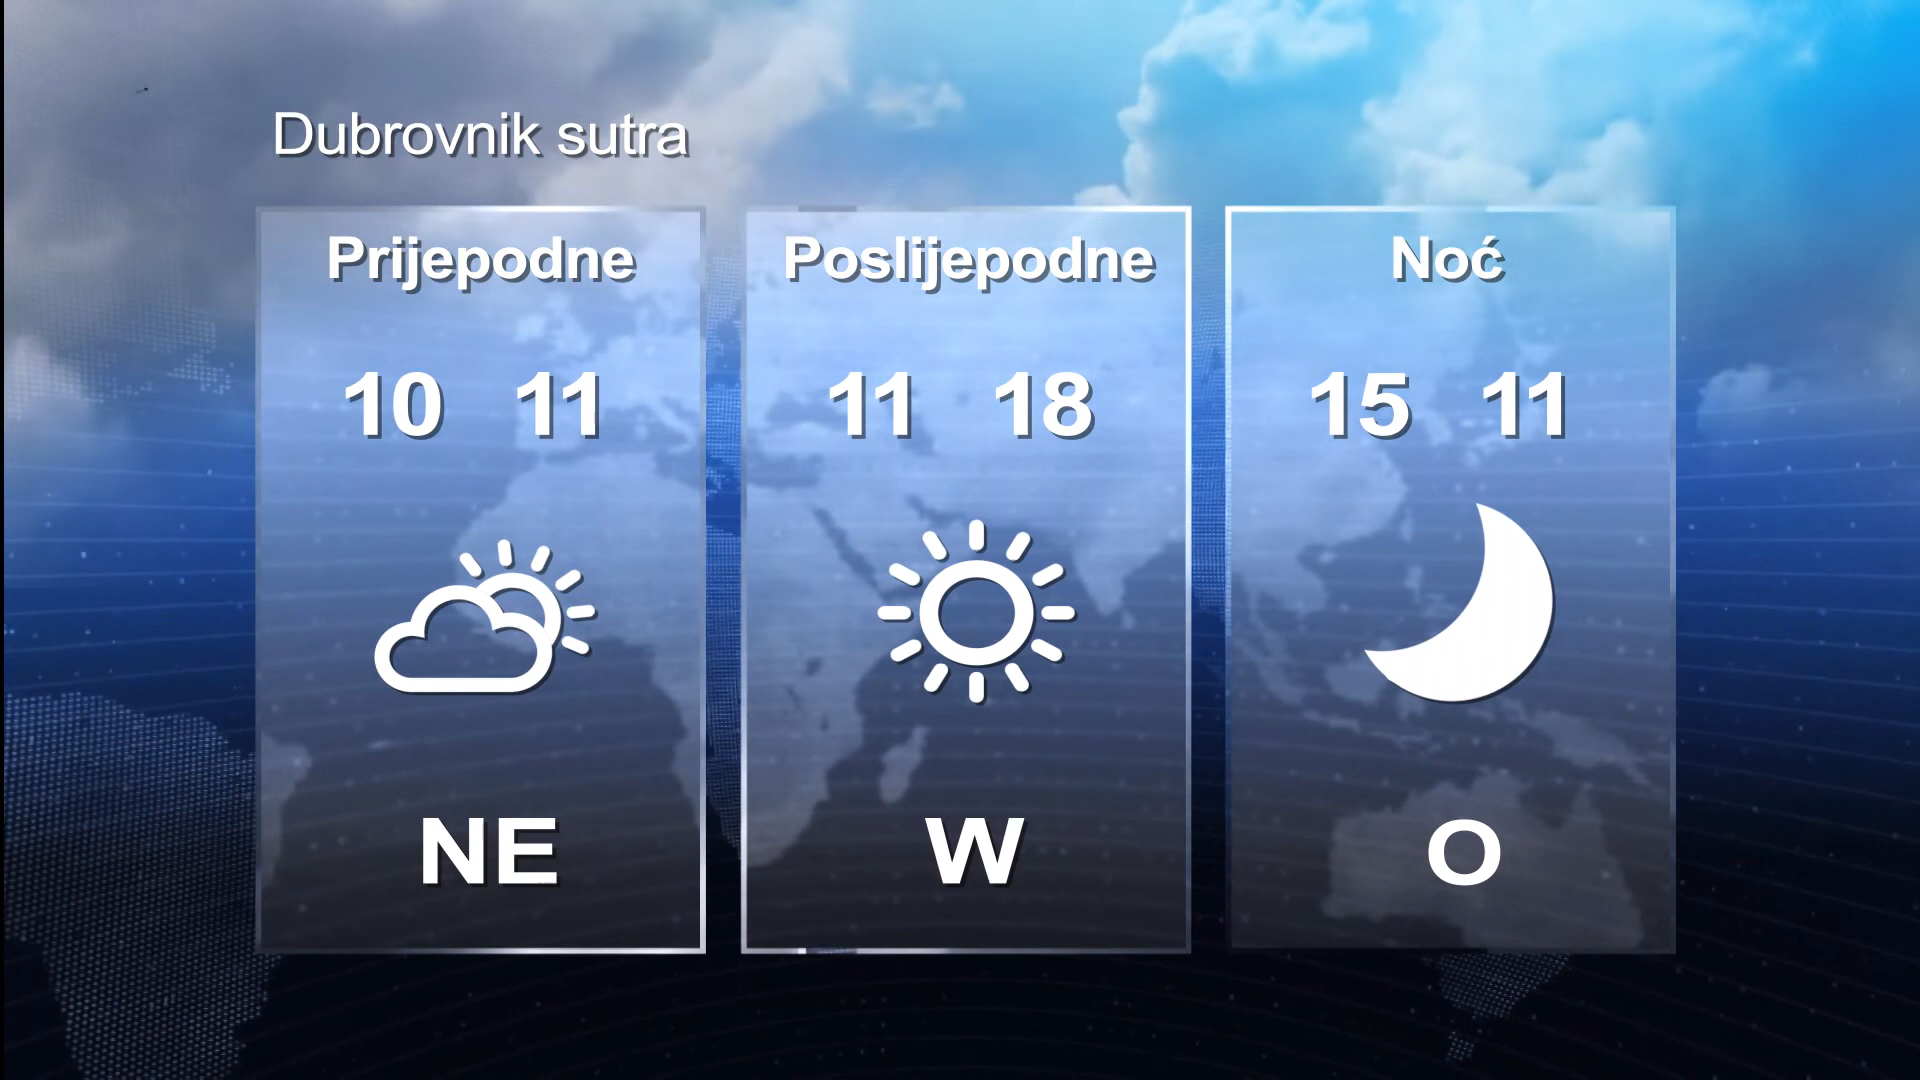 Dubrovnik sutra
Prijepodne
10 11
NE
Poslijepodne
11 18
W
Noć
15 11
O